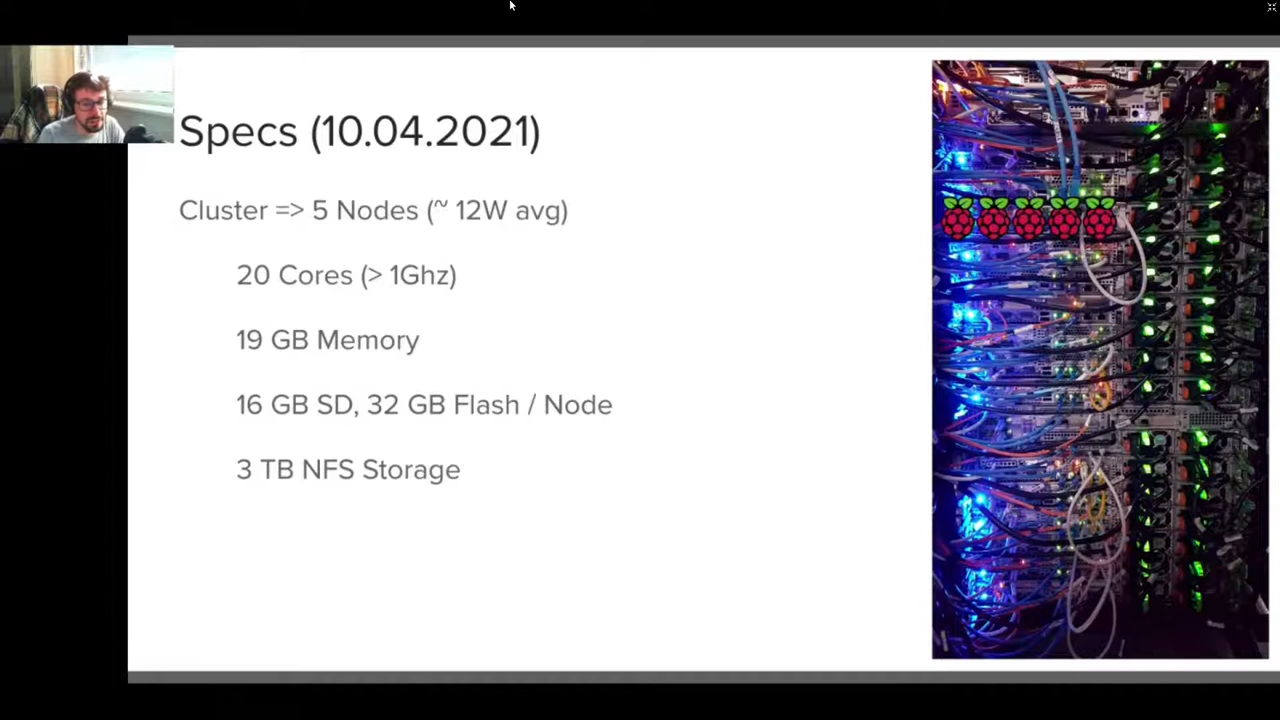 Specs (10.04.2021)
Cluster => 5 Nodes (~ 12W avg)
20 Cores (> 1Ghz)
19 GB Memory
16 GB SD, 32 GB Flash / Node
3 TB NFS Storage